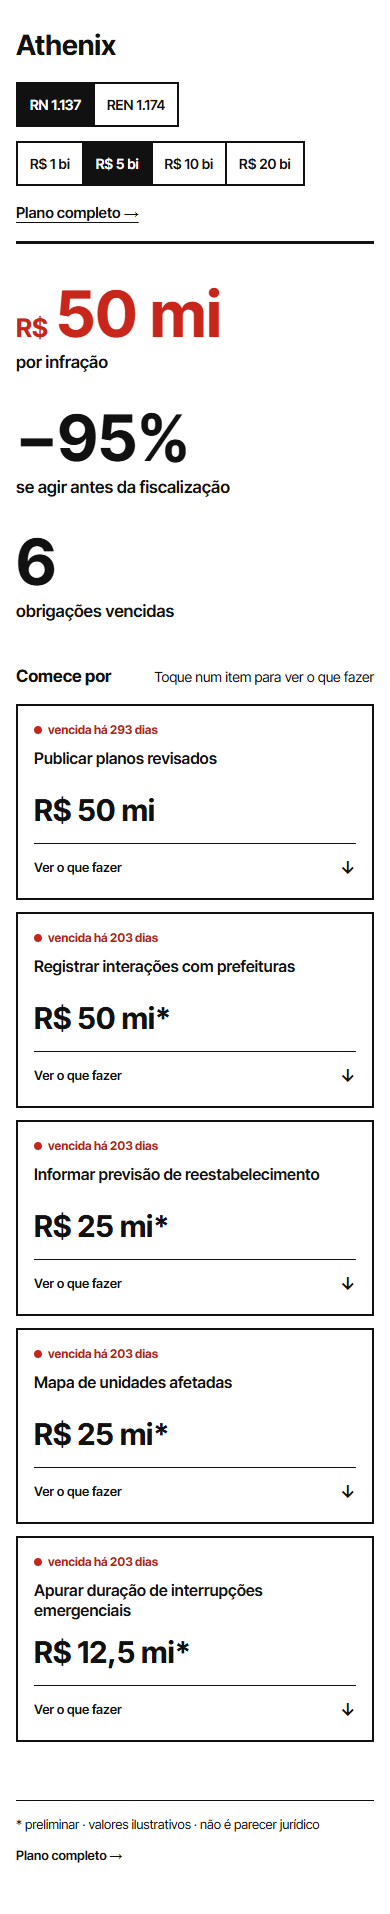 Athenix
RN 1.137 REN 1.174
R$ 1 bi R$ 5 bi R$ 10 bi R$ 20 bi
Plano completo →
R$ 50 mi
por infração
−95%
se agir antes da fiscalização
6
obrigações vencidas
Comece por Toque num item para ver o que fazer
vencida há 293 dias
Publicar planos revisados
R$ 50 mi
Ver o que fazer ↓
vencida há 203 dias
Registrar interações com prefeituras
R$ 50 mi*
Ver o que fazer ↓
vencida há 203 dias
Informar previsão de reestabelecimento
R$ 25 mi*
Ver o que fazer ↓
vencida há 203 dias
Mapa de unidades afetadas
R$ 25 mi*
Ver o que fazer ↓
vencida há 203 dias
Apurar duração de interrupções
emergenciais
R$ 12,5 mi*
Ver o que fazer ↓
* preliminar · valores ilustrativos · não é parecer jurídico
Plano completo →